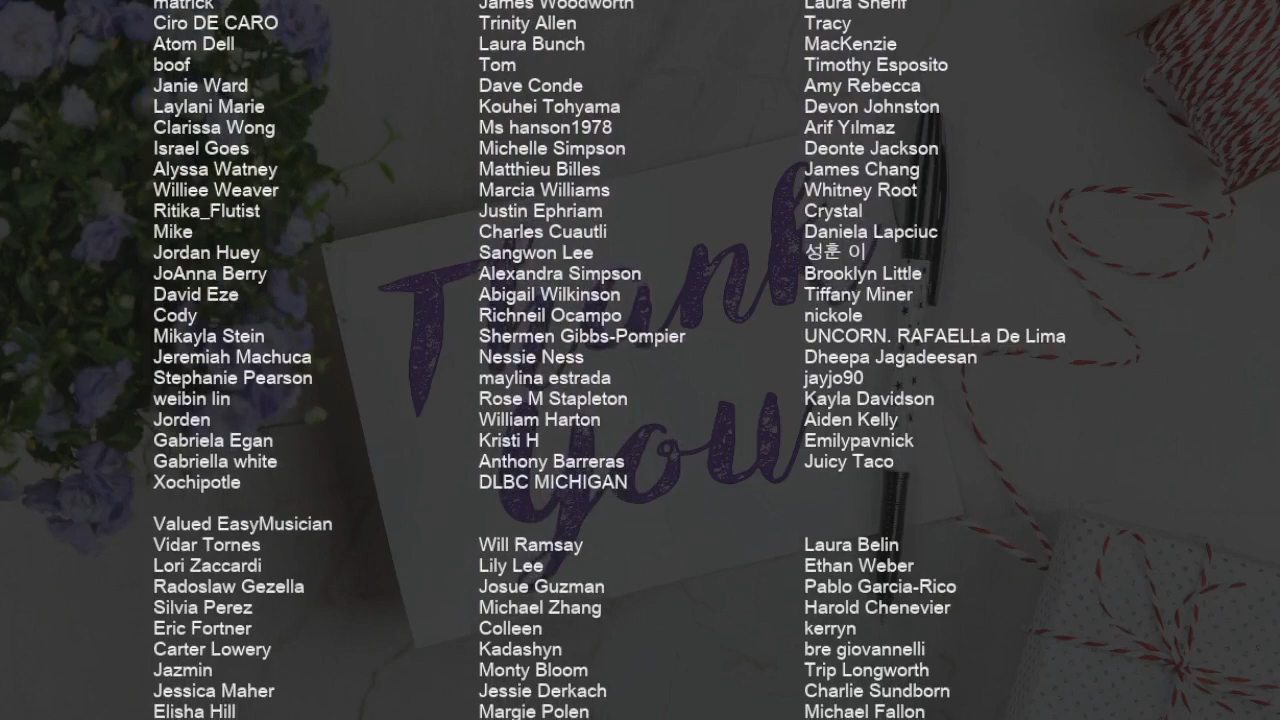 matrick James Woodworth Laura Sherif
Ciro DE CARO Trinity Allen Tracy
Atom Dell Laura Bunch MacKenzie
boof Tom Timothy Esposito
Janie Ward Dave Conde Amy Rebecca
Laylani Marie Kouhei Tohyama Devon Johnston
Clarissa Wong Ms hanson1978 Arif Yılmaz
Israel Goes Michelle Simpson Deonte Jackson
Alyssa Watney Matthieu Billes James Chang
Williee Weaver Marcia Williams Whitney Root
Ritika_Flutist Justin Ephriam Crystal
Mike Charles Cuautli Daniela Lapciuc
Jordan Huey Sangwon Lee 성훈 이
JoAnna Berry Alexandra Simpson Brooklyn Little
David Eze Abigail Wilkinson Tiffany Miner
Cody Richneil Ocampo nickole
Mikayla Stein Shermen Gibbs-Pompier UNCORN. RAFAELLa De Lima
Jeremiah Machuca Nessie Ness Dheepa Jagadeesan
Stephanie Pearson maylina estrada jayjo90
weibin lin Rose M Stapleton Kayla Davidson
Jorden William Harton Aiden Kelly
Gabriela Egan Kristi H Emilypavnick
Gabriella white Anthony Barreras Juicy Taco
Xochipotle DLBC MICHIGAN
Valued EasyMusician
Vidar Tornes Will Ramsay Laura Belin
Lori Zaccardi Lily Lee Ethan Weber
Radoslaw Gezella Josue Guzman Pablo Garcia-Rico
Silvia Perez Michael Zhang Harold Chenevier
Eric Fortner Colleen kerryn
Carter Lowery Kadashyn bre giovannelli
Jazmin Monty Bloom Trip Longworth
Jessica Maher Jessie Derkach Charlie Sundborn
Elisha Hill Margie Polen Michael Fallon
Thank
you